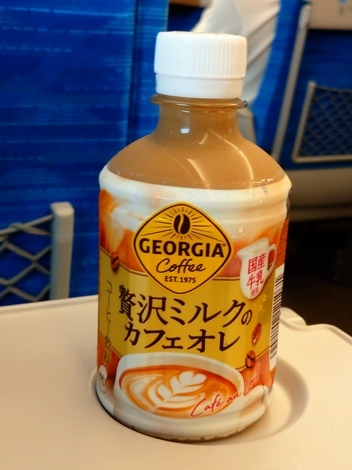 GEORGIA
Coffee
EST. 1975
国産
牛乳
贅沢ミルクの
カフェオレ
Café au Lait